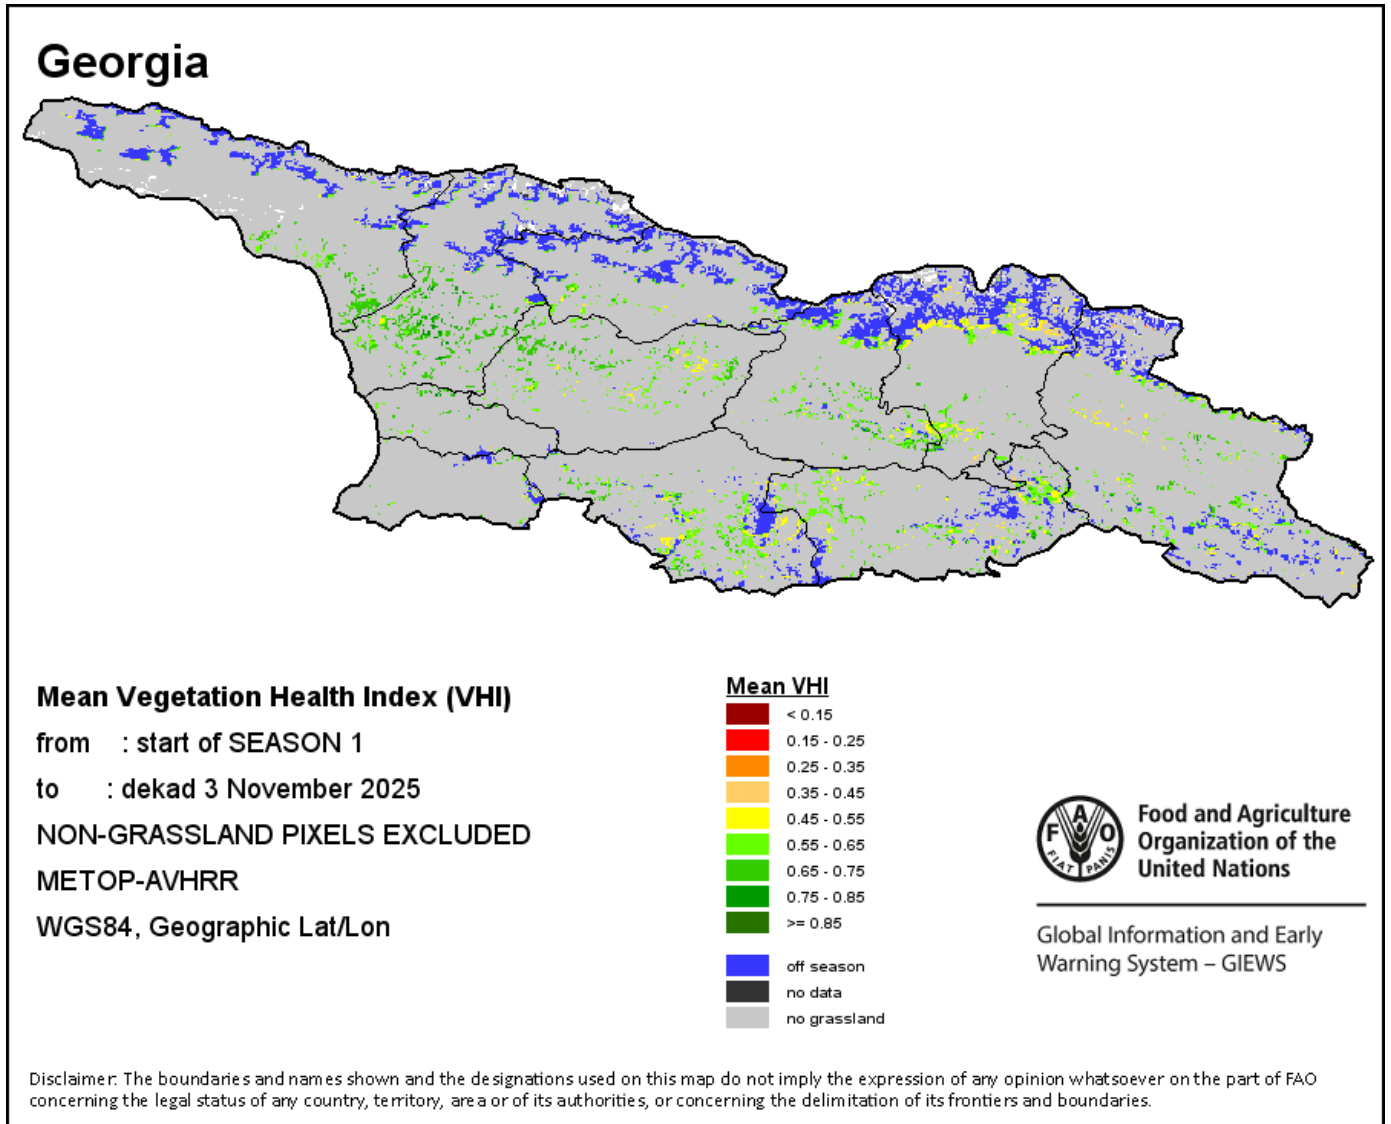 Georgia
Mean Vegetation Health Index (VHI)
from : start of SEASON 1
to : dekad 3 November 2025
NON-GRASSLAND PIXELS EXCLUDED
METOP-AVHRR
WGS84, Geographic Lat/Lon
Mean VHI
< 0.15
0.15 - 0.25
0.25 - 0.35
0.35 - 0.45
0.45 - 0.55
0.55 - 0.65
0.65 - 0.75
0.75 - 0.85
>= 0.85
off season
no data
no grassland
F A O
FIAT PANIS
Food and Agriculture
Organization of the
United Nations
Global Information and Early
Warning System – GIEWS
Disclaimer: The boundaries and names shown and the designations used on this map do not imply the expression of any opinion whatsoever on the part of FAO
concerning the legal status of any country, territory, area or of its authorities, or concerning the delimitation of its frontiers and boundaries.